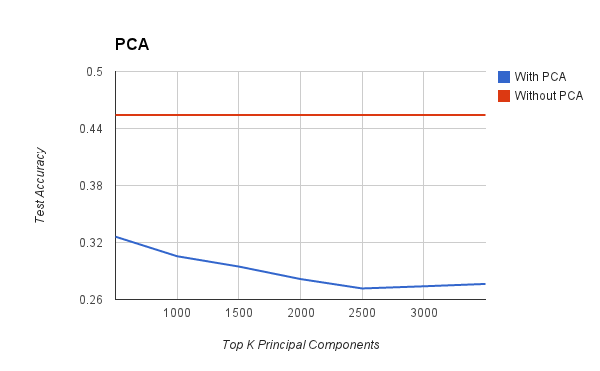 PCA
With PCA
Without PCA
0.5
0.44
0.38
0.32
0.26
Test Accuracy
1000 1500 2000 2500 3000
Top K Principal Components